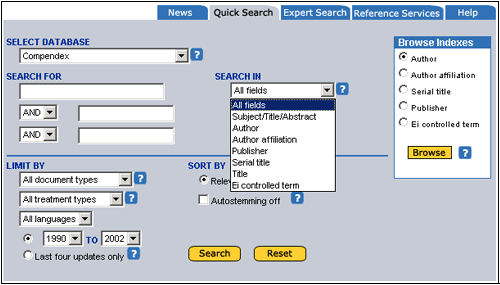 News Quick Search Expert Search Reference Services Help
SELECT DATABASE
Compendex ?
SEARCH FOR
SEARCH IN
All fields ?
All fields
Subject/Title/Abstract
Author
Author affiliation
Publisher
Serial title
Title
Ei controlled term
AND
AND
LIMIT BY
All document types ?
All treatment types ?
All languages
1990 TO 2002 ?
Last four updates only ?
SORT BY
Autostemming off ?
Search Reset
Browse Indexes
Author
Author affiliation
Serial title
Publisher
Ei controlled term
Browse ?